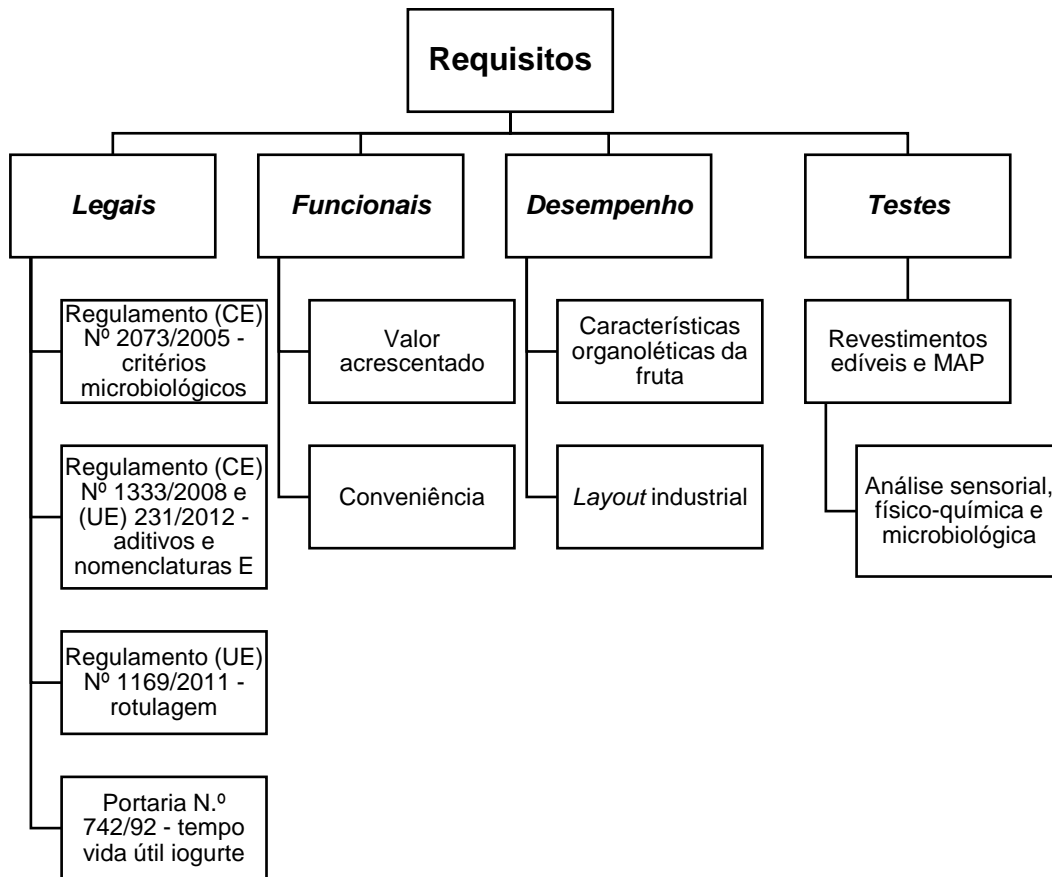 Requisitos
Legais
Funcionais
Desempenho
Testes
Regulamento (CE)
Nº 2073/2005 -
critérios
microbiológicos
Regulamento (CE)
Nº 1333/2008 e
(UE) 231/2012 -
aditivos e
nomenclaturas E
Regulamento (UE)
Nº 1169/2011 -
rotulagem
Portaria N.º
742/92 - tempo
vida útil iogurte
Valor
acrescentado
Conveniência
Características
organoléticas da
fruta
Layout industrial
Revestimentos
edíveis e MAP
Análise sensorial,
físico-química e
microbiológica